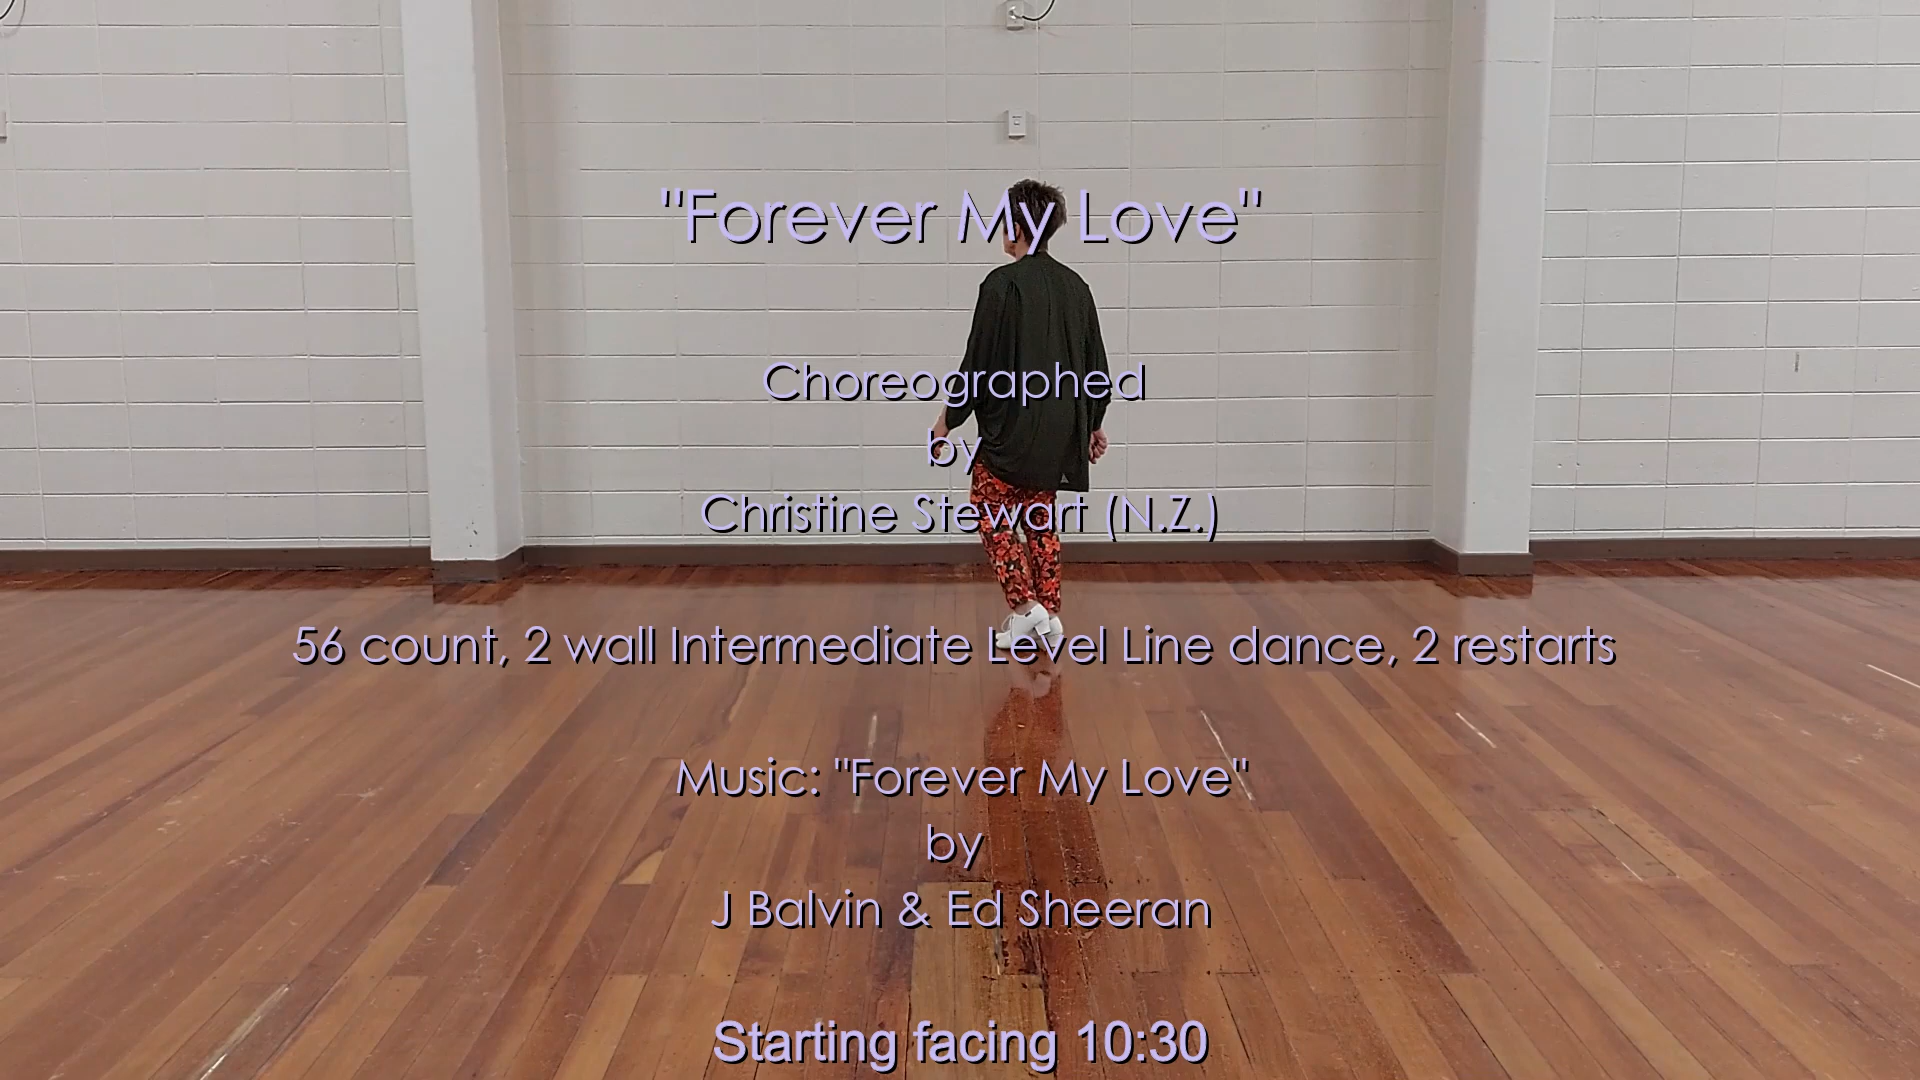 "Forever My Love"
Choreographed
by
Christine Stewart (N.Z.)
56 count, 2 wall Intermediate Level Line dance, 2 restarts
Music: "Forever My Love"
by
J Balvin & Ed Sheeran
Starting facing 10:30